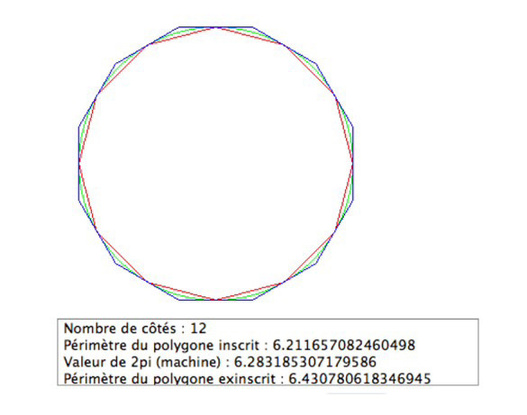 Nombre de côtés : 12
Périmètre du polygone inscrit : 6.211657082460498
Valeur de 2pi (machine) : 6.283185307179586
Périmètre du polygone exinscrit : 6.430780618346945